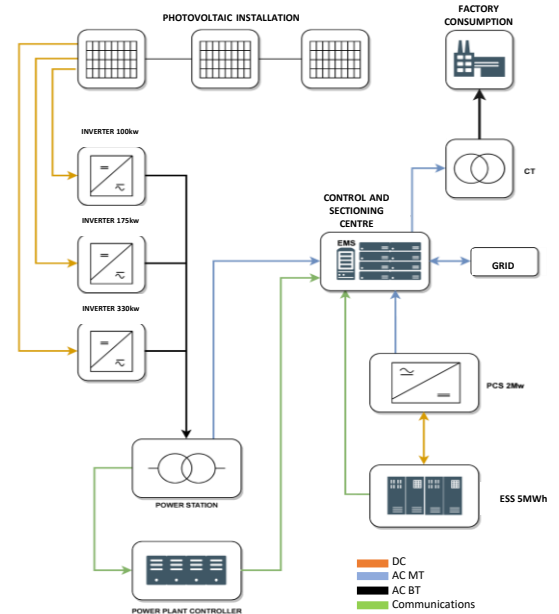 PHOTOVOLTAIC INSTALLATION
FACTORY
CONSUMPTION
INVERTER 100kw
CT
CONTROL AND
SECTIONING
CENTRE
EMS
INVERTER 175kw
GRID
INVERTER 330kw
PCS 2Mw
POWER STATION
ESS 5MWh
POWER PLANT CONTROLLER
DC
AC MT
AC BT
Communications